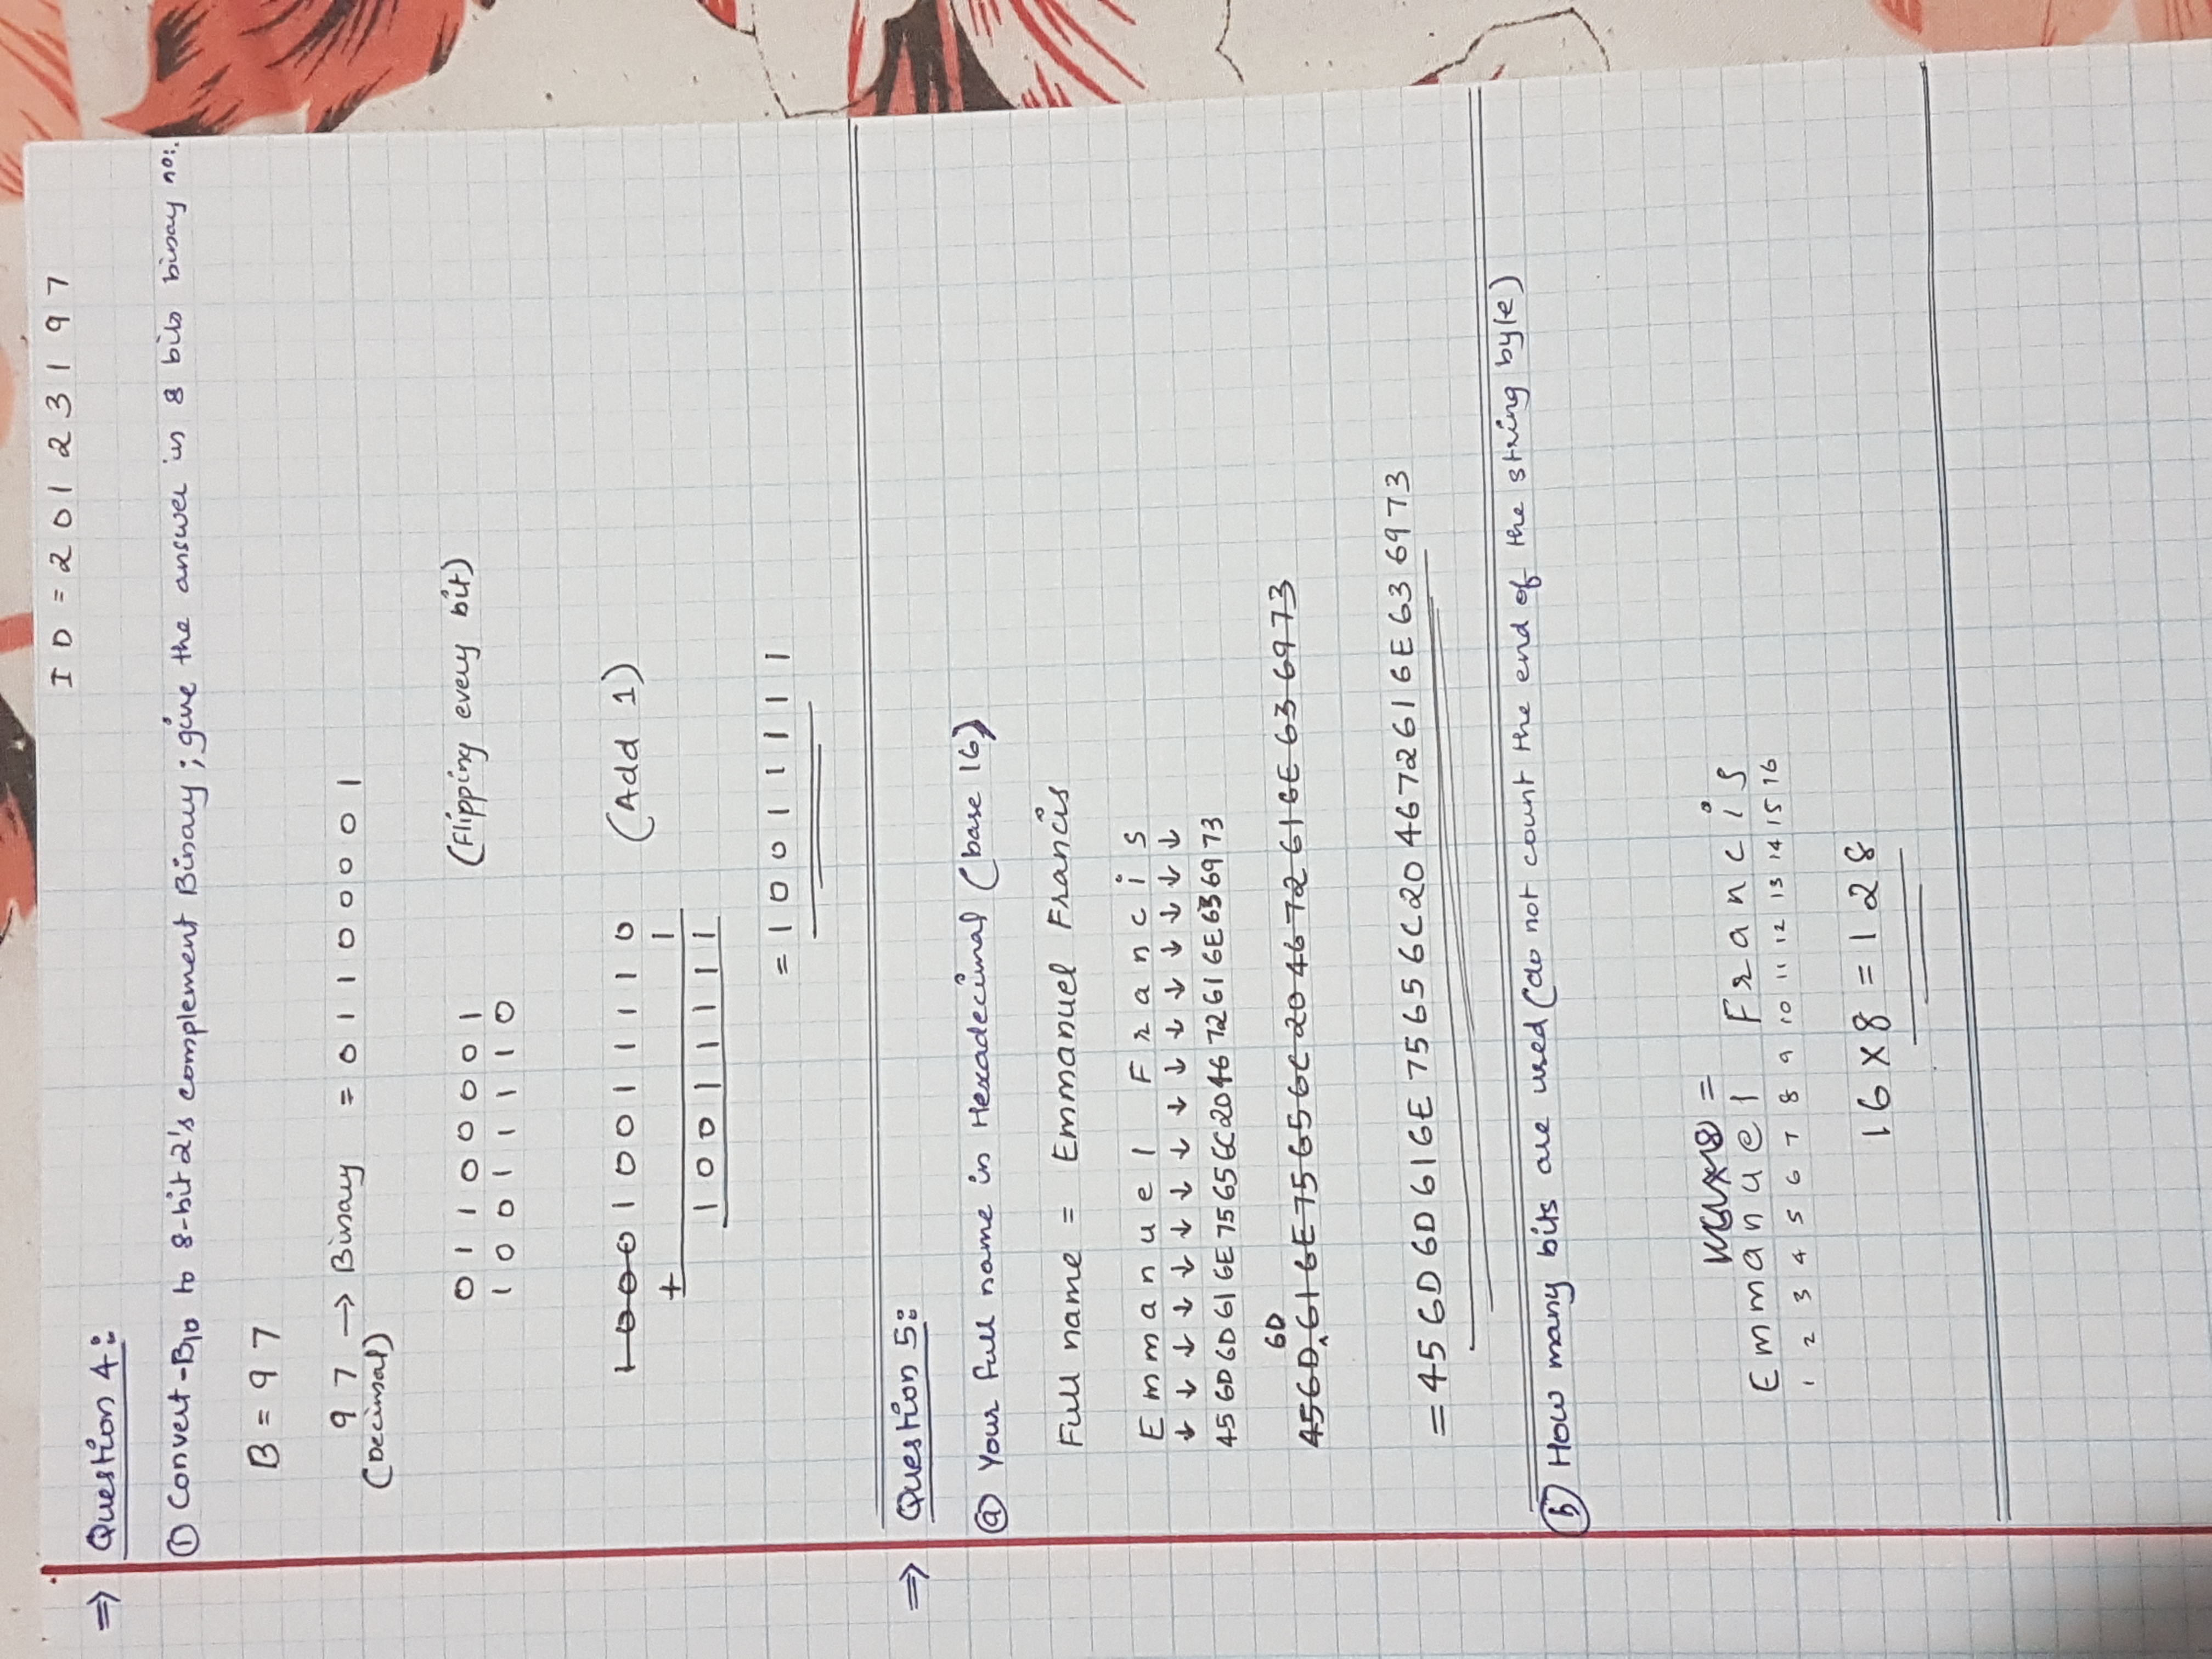 ID = 20123197
⇒ Question 4:
① Convert -B10 to 8-bit 2's complement Binary; give the answer in 8 bits binay no:.
B = 97
97 → Binary = 01100001
(Decimal)
01100001 (Flipping every bit)
10011110
100010011110 (Add 1)
+ 1
10011111
= 10011111
⇒ Question 5:
ⓐ Your full name in Hexadecimal (base 16)
Full name = Emmanuel Francis
E m m a n u e l F r a n c i s
↓ ↓ ↓ ↓ ↓ ↓ ↓ ↓ ↓ ↓ ↓ ↓ ↓ ↓ ↓ ↓
45 6D 6D 61 6E 75 65 6C 20 46 72 61 6E 63 69 73
6D
45 6D 61 6E 75 65 6C 20 46 72 61 6E 63 69 73
= 45 6D 6D 61 6E 75 65 6C 20 46 72 61 6E 63 69 73
ⓑ How many bits are used (do not count the end of the string byte)
=
E m m a n u e l F r a n c i s
1 2 3 4 5 6 7 8 9 10 11 12 13 14 15 16
16 x 8 = 128